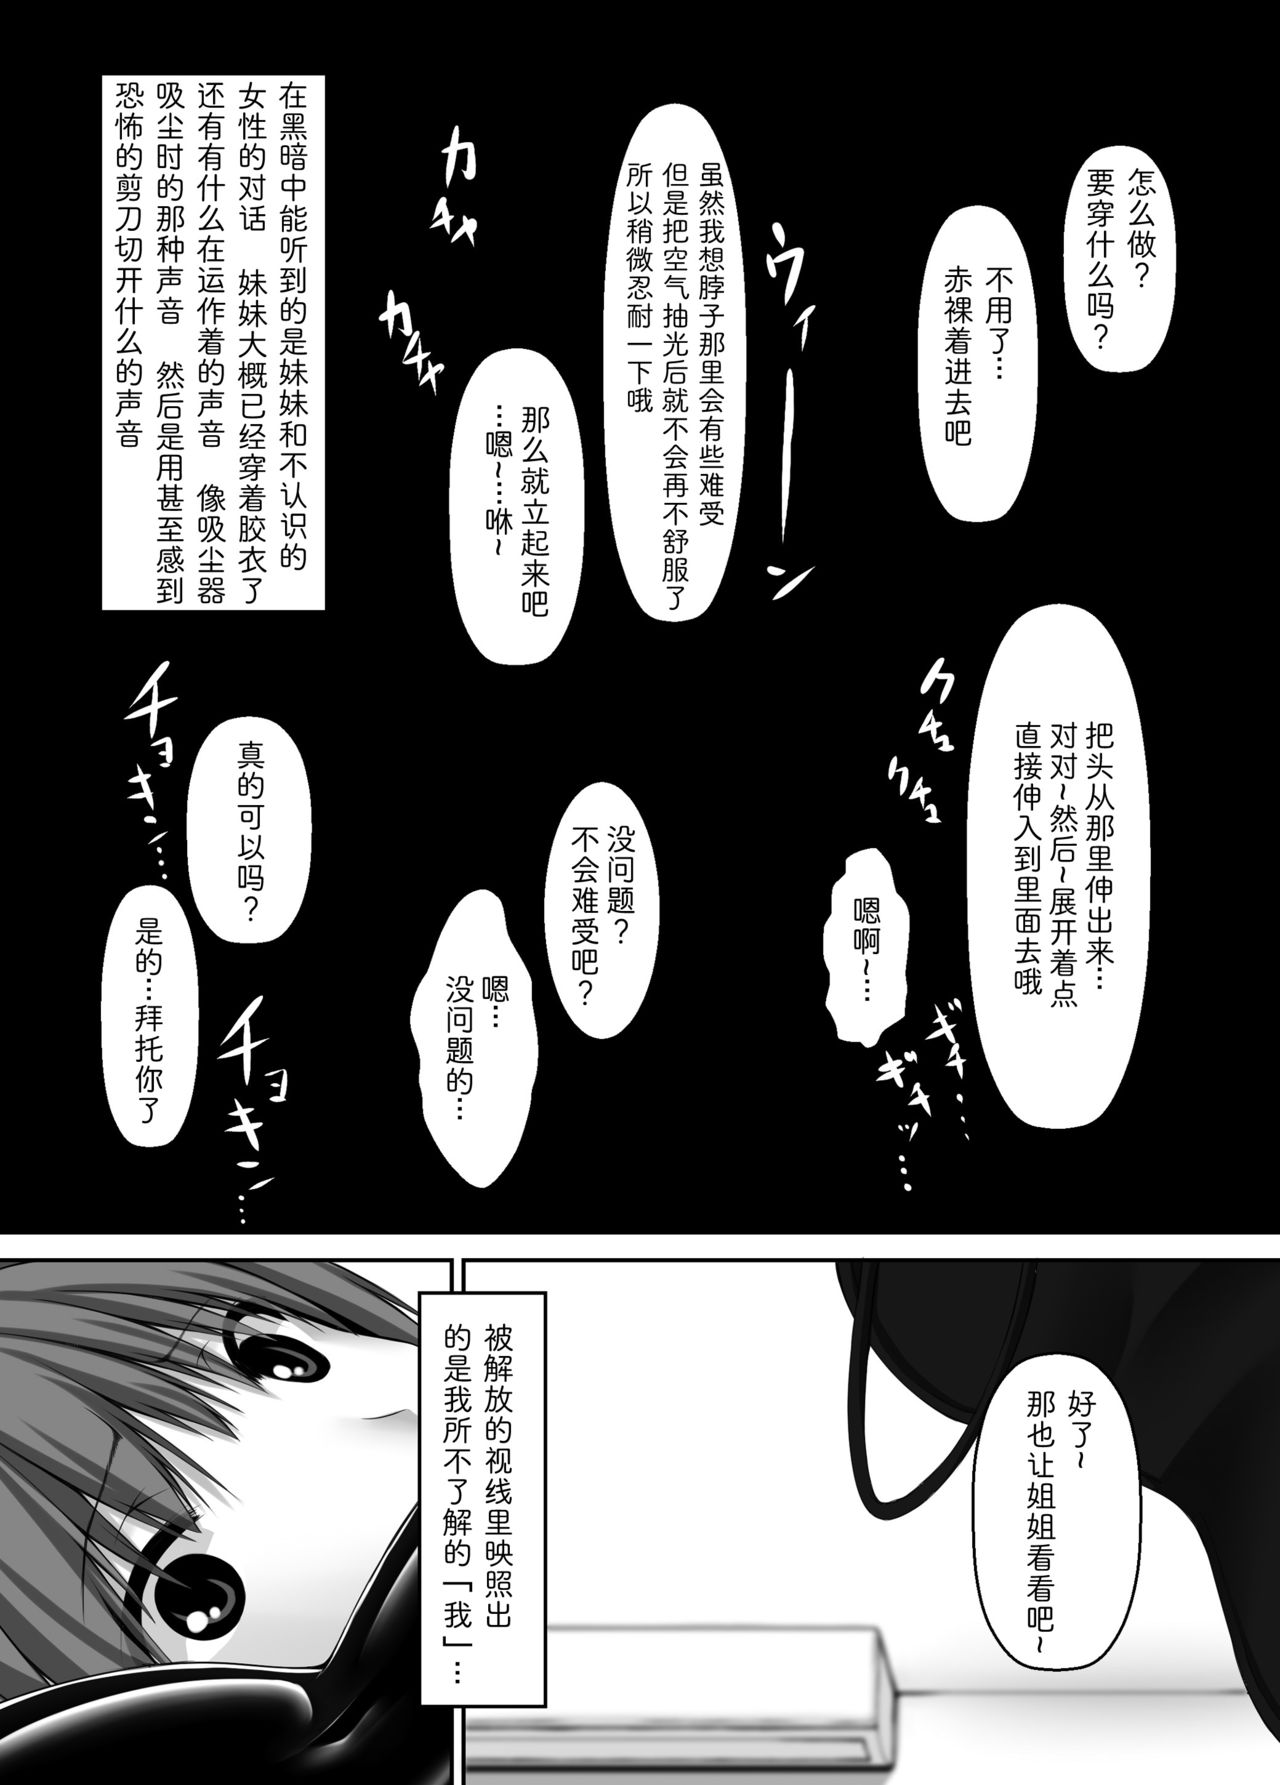 怎么做？
要穿什么吗？
不用了…
赤裸着进去吧
ウィーン
虽然我想脖子那里会有些难受
但是把空气抽光后就不会再不舒服了
所以稍微忍耐一下哦
カチャ
カチャ
那么就立起来吧
…嗯~…咻~
在黑暗中能听到的是妹妹和不认识的
女性的对话　妹妹大概已经穿着胶衣了
还有有什么在运作着的声音　像吸尘器
吸尘时的那种声音　然后是用甚至感到
恐怖的剪刀切开什么的声音
把头从那里伸出来…
对对~然后~展开着点
直接伸入到里面去哦
クチュ
クチュ
嗯啊~…
ギチ…
ギチッ…
没问题？
不会难受吧？
嗯…
没问题的…
真的可以吗？
チョキン…
是的…拜托你了
チョキン…
好了~
那也让姐姐看看吧~
被解放的视线里映照出
的是我所不了解的「我」…